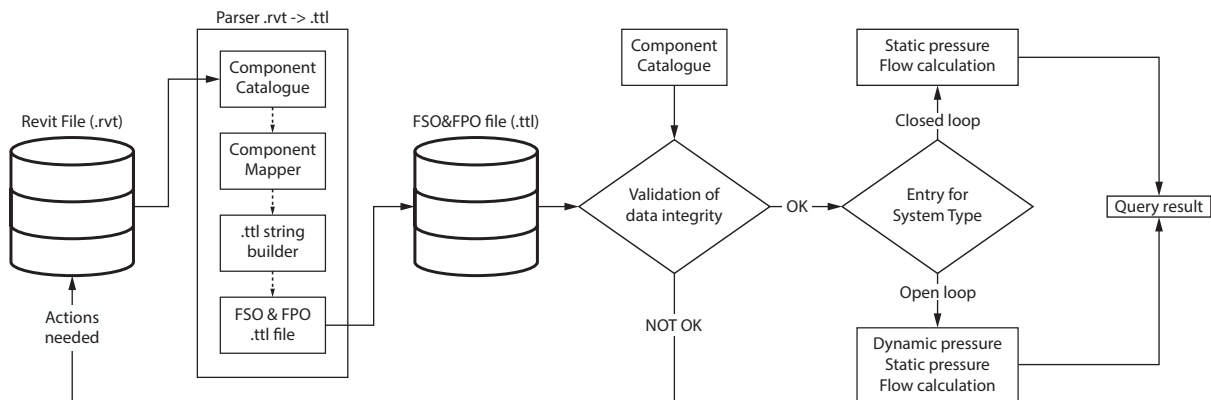 Parser .rvt -> .ttl
Revit File (.rvt)
Component
Catalogue
Component
Mapper
.ttl string
builder
FSO & FPO
.ttl file
Actions
needed
FSO&FPO file (.ttl)
Component
Catalogue
Validation of
data integrity
OK
NOT OK
Entry for
System Type
Closed loop
Static pressure
Flow calculation
Open loop
Dynamic pressure
Static pressure
Flow calculation
Query result